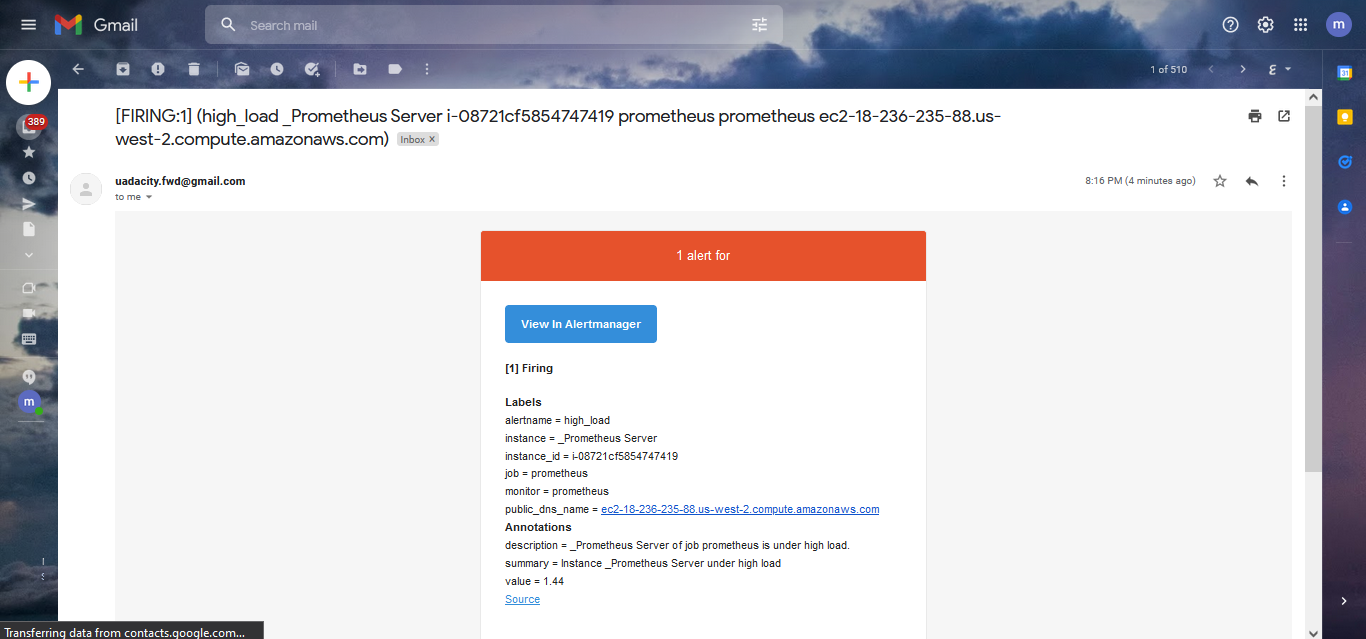 Gmail
Search mail
m
1 of 510
389
[FIRING:1] (high_load _Prometheus Server i-08721cf5854747419 prometheus prometheus ec2-18-236-235-88.us-
west-2.compute.amazonaws.com) Inbox ×
uadacity.fwd@gmail.com
8:16 PM (4 minutes ago)
to me
1 alert for
View In Alertmanager
[1] Firing
Labels
alertname = high_load
instance = _Prometheus Server
instance_id = i-08721cf5854747419
job = prometheus
monitor = prometheus
public_dns_name = ec2-18-236-235-88.us-west-2.compute.amazonaws.com
Annotations
description = _Prometheus Server of job prometheus is under high load.
summary = Instance _Prometheus Server under high load
value = 1.44
Source
m
31
Transferring data from contacts.google.com...